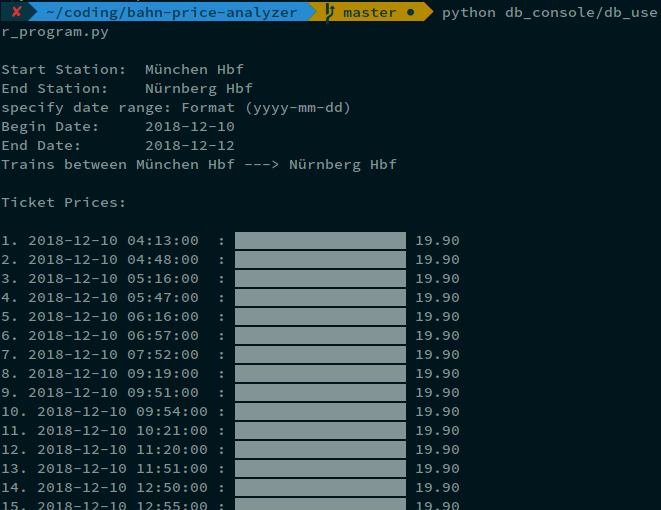 ✘ ~/coding/bahn-price-analyzer master ● python db_console/db_use
r_program.py
Start Station: München Hbf
End Station: Nürnberg Hbf
specify date range: Format (yyyy-mm-dd)
Begin Date: 2018-12-10
End Date: 2018-12-12
Trains between München Hbf ---> Nürnberg Hbf
Ticket Prices:
1. 2018-12-10 04:13:00 : 19.90
2. 2018-12-10 04:48:00 : 19.90
3. 2018-12-10 05:16:00 : 19.90
4. 2018-12-10 05:47:00 : 19.90
5. 2018-12-10 06:16:00 : 19.90
6. 2018-12-10 06:57:00 : 19.90
7. 2018-12-10 07:52:00 : 19.90
8. 2018-12-10 09:19:00 : 19.90
9. 2018-12-10 09:51:00 : 19.90
10. 2018-12-10 09:54:00 : 19.90
11. 2018-12-10 10:21:00 : 19.90
12. 2018-12-10 11:20:00 : 19.90
13. 2018-12-10 11:51:00 : 19.90
14. 2018-12-10 12:50:00 : 19.90
15. 2018-12-10 12:55:00 : 19.90